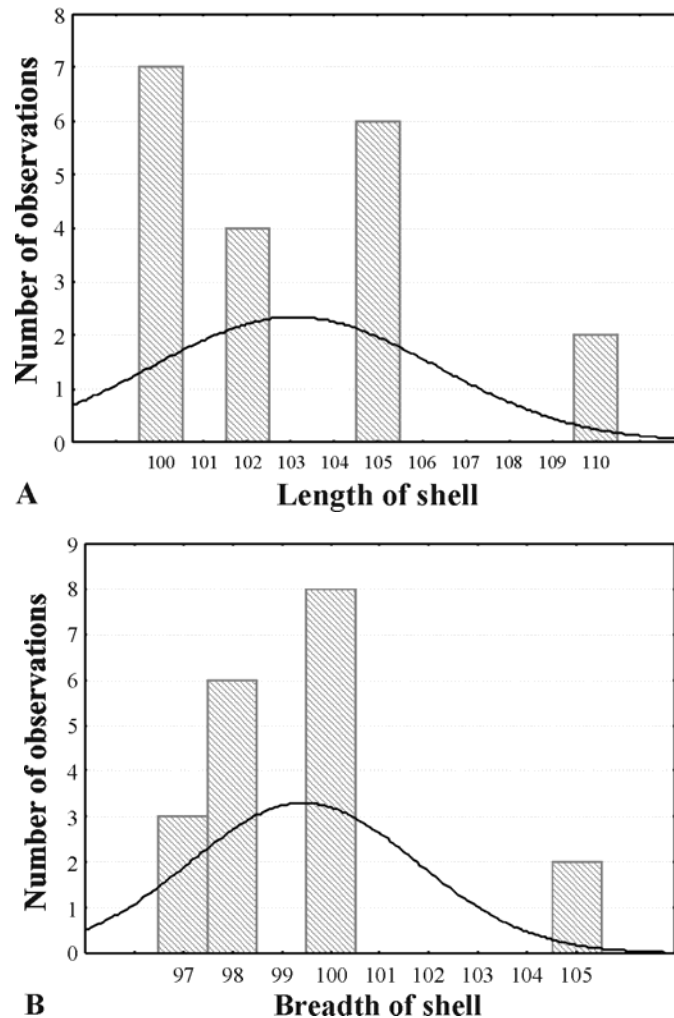 8
7
6
5
4
3
2
1
0
Number of observations
100 101 102 103 104 105 106 107 108 109 110
A
Length of shell
9
8
7
6
5
4
3
2
1
0
Number of observations
97 98 99 100 101 102 103 104 105
B
Breadth of shell